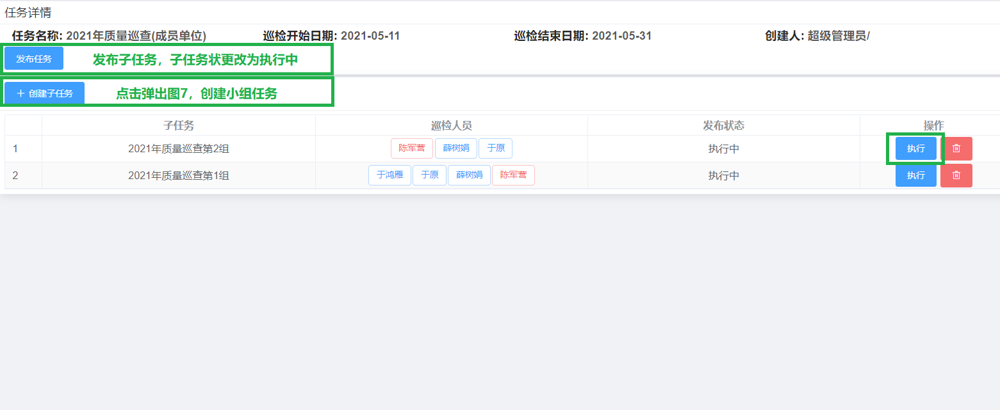 任务详情
任务名称: 2021年质量巡查(成员单位) 巡检开始日期: 2021-05-11 巡检结束日期: 2021-05-31 创建人: 超级管理员/
发布任务 发布子任务，子任务状更改为执行中
+ 创建子任务 点击弹出图7，创建小组任务
子任务 巡检人员 发布状态 操作
1 2021年质量巡查第2组 陈军营 薛树娟 于原 执行中 执行
2 2021年质量巡查第1组 于鸿雁 于原 薛树娟 陈军营 执行中 执行